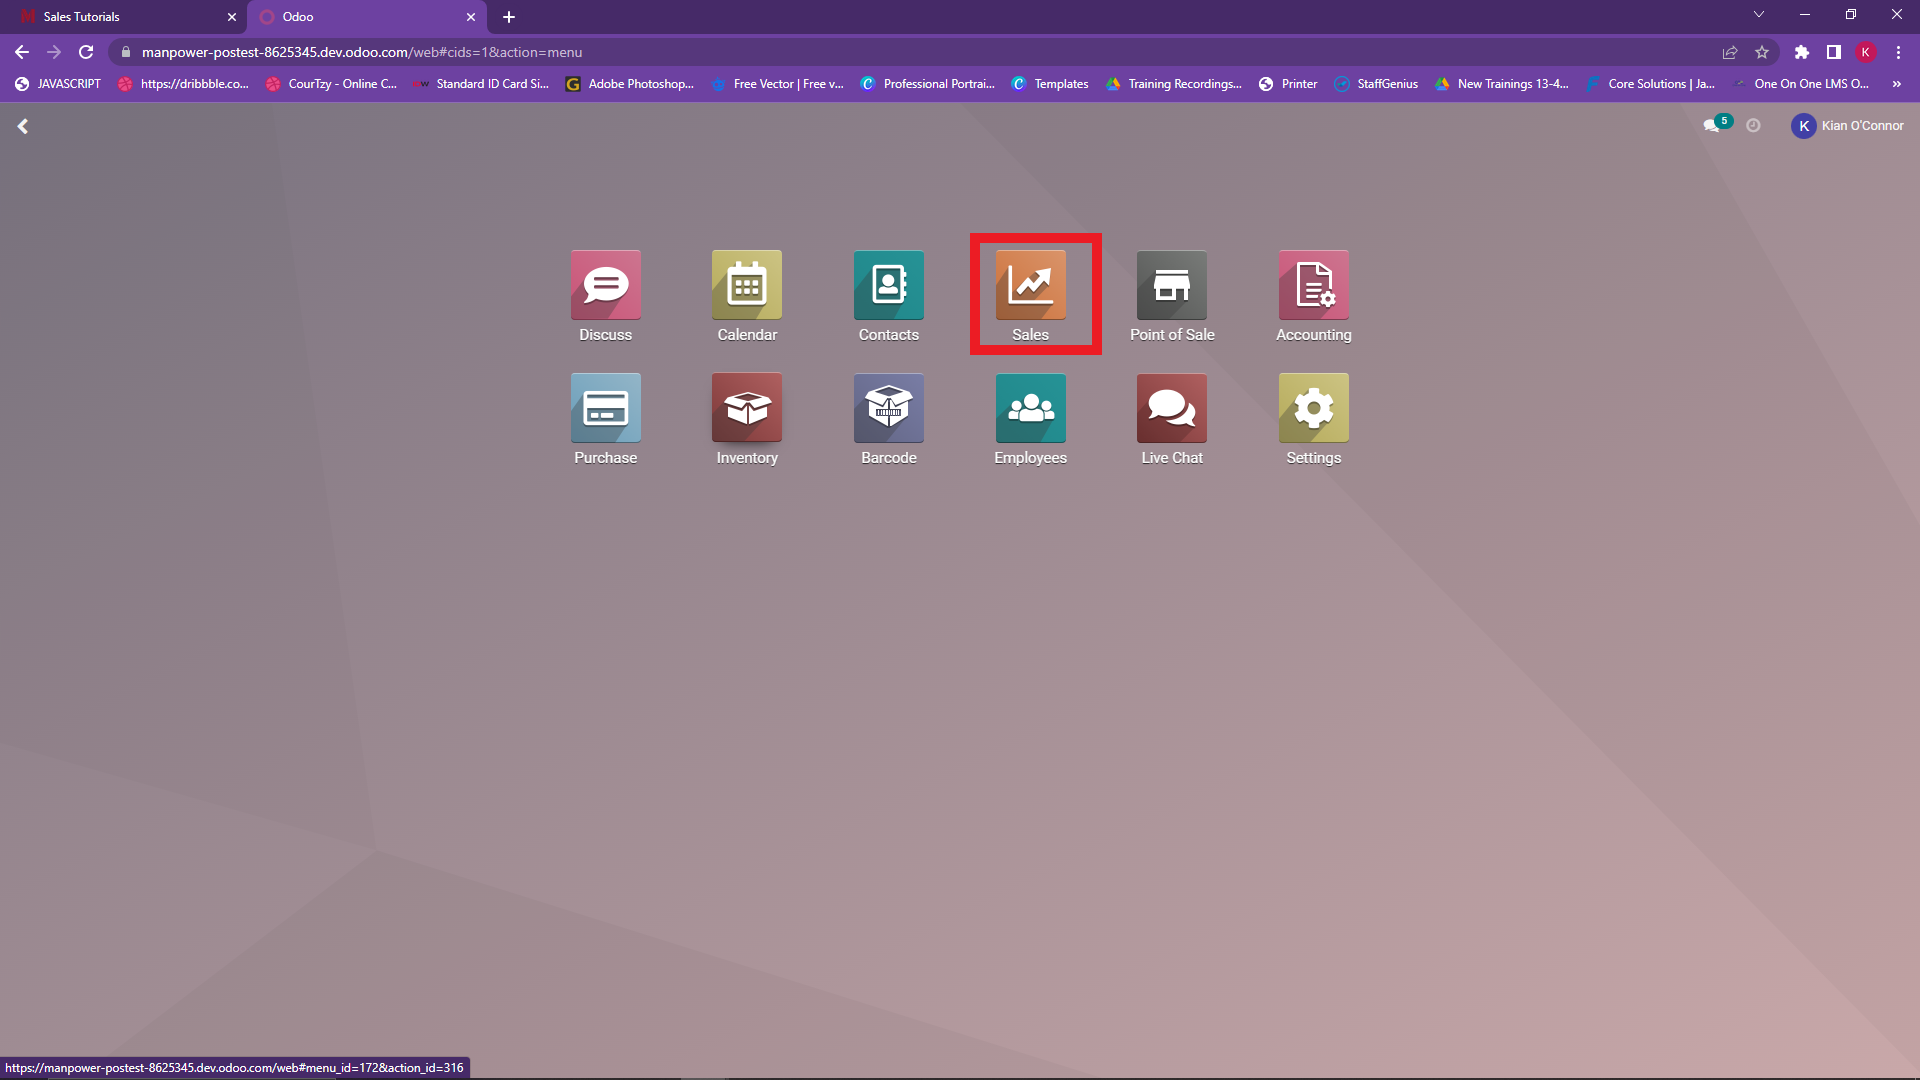 Sales Tutorials
Odoo
manpower-postest-8625345.dev.odoo.com/web#cids=1&action=menu
K
JAVASCRIPT
https://dribbble.co...
CourTzy - Online C...
Standard ID Card Si...
Adobe Photoshop...
Free Vector | Free v...
Professional Portrai...
Templates
Training Recordings...
Printer
StaffGenius
New Trainings 13-4...
Core Solutions | Ja...
One On One LMS O...
»
5
K Kian O'Connor
Discuss
Calendar
Contacts
Sales
Point of Sale
Accounting
Purchase
Inventory
Barcode
Employees
Live Chat
Settings
https://manpower-postest-8625345.dev.odoo.com/web#menu_id=172&action_id=316